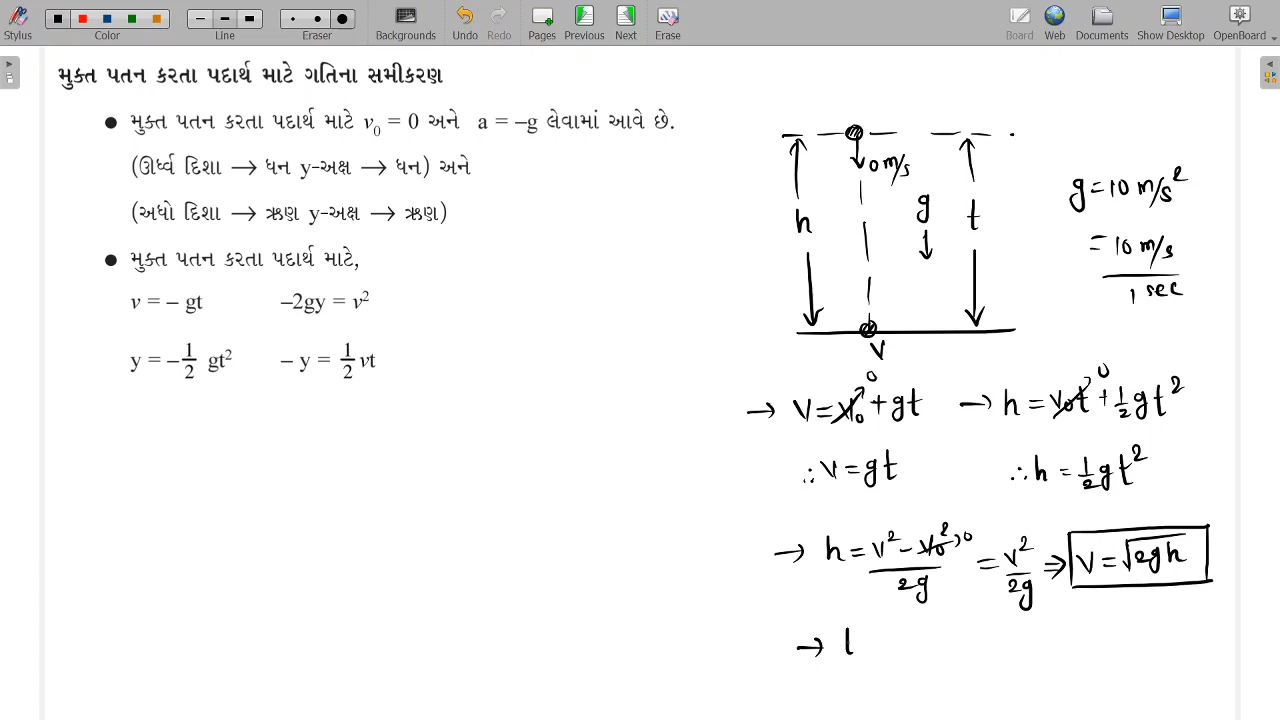 Stylus
Color
Line
Eraser
Backgrounds
Undo
Redo
Pages
Previous
Next
Erase
Board
Web
Documents
Show Desktop
OpenBoard
મુક્ત પતન કરતા પદાર્થ માટે ગતિના સમીકરણ
● મુક્ત પતન કરતા પદાર્થ માટે v₀ = 0 અને a = –g લેવામાં આવે છે.
(ઊર્ધ્વ દિશા → ધન y-અક્ષ → ધન) અને
(અધો દિશા → ઋણ y-અક્ષ → ઋણ)
● મુક્ત પતન કરતા પદાર્થ માટે,
v = – gt
–2gy = v²
y = –1/2 gt²
– y = 1/2 vt
0 m/s
h
g
t
v
g = 10 m/s²
= 10 m/s
1 sec
→ v = v₀ + gt
0
→ h = v₀t + 1/2 gt²
0
∴ v = gt
∴ h = 1/2 gt²
→ h = v² – v₀² / 2g = v² / 2g ⇒ v = √2gh
0
→ l